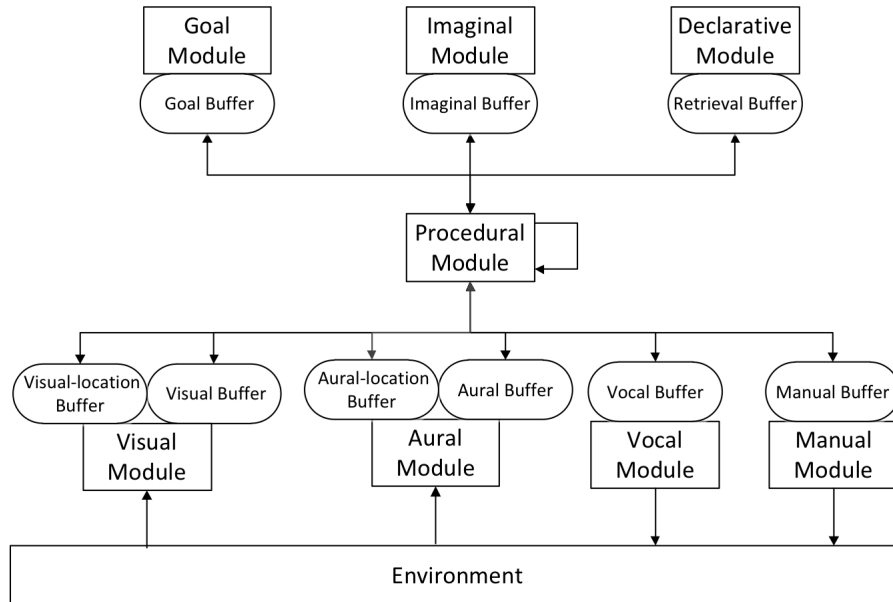 Goal
Module
Imaginal
Module
Declarative
Module
Goal Buffer
Imaginal Buffer
Retrieval Buffer
Procedural
Module
Visual-location
Buffer
Visual Buffer
Aural-location
Buffer
Aural Buffer
Vocal Buffer
Manual Buffer
Visual
Module
Aural
Module
Vocal
Module
Manual
Module
Environment